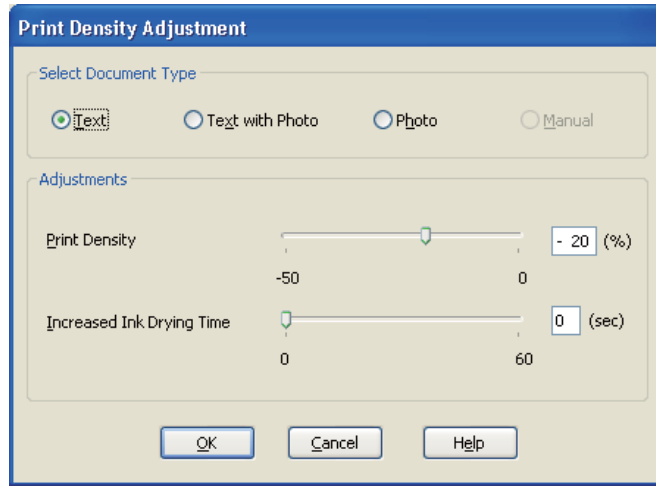 Print Density Adjustment
Select Document Type
Text
Text with Photo
Photo
Manual
Adjustments
Print Density
- 20 (%)
-50 0
Increased Ink Drying Time
0 (sec)
0 60
OK Cancel Help